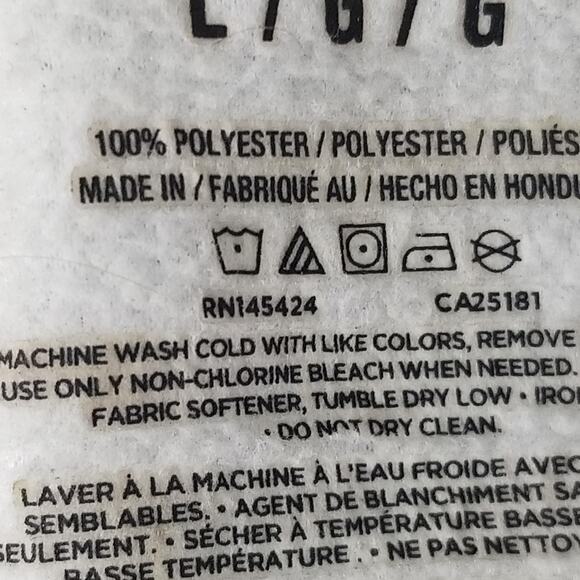 L / G / G
100% POLYESTER / POLYESTER / POLIÉS
MADE IN / FABRIQUÉ AU / HECHO EN HONDU
RN145424 CA25181
MACHINE WASH COLD WITH LIKE COLORS, REMOVE
USE ONLY NON-CHLORINE BLEACH WHEN NEEDED.
FABRIC SOFTENER, TUMBLE DRY LOW • IRON
• DO NOT DRY CLEAN.
LAVER À LA MACHINE À L'EAU FROIDE AVEC
SEMBLABLES. • AGENT DE BLANCHIMENT SA
SEULEMENT. • SÉCHER À TEMPÉRATURE BASSE
BASSE TEMPÉRATURE . • NE PAS NETTOY